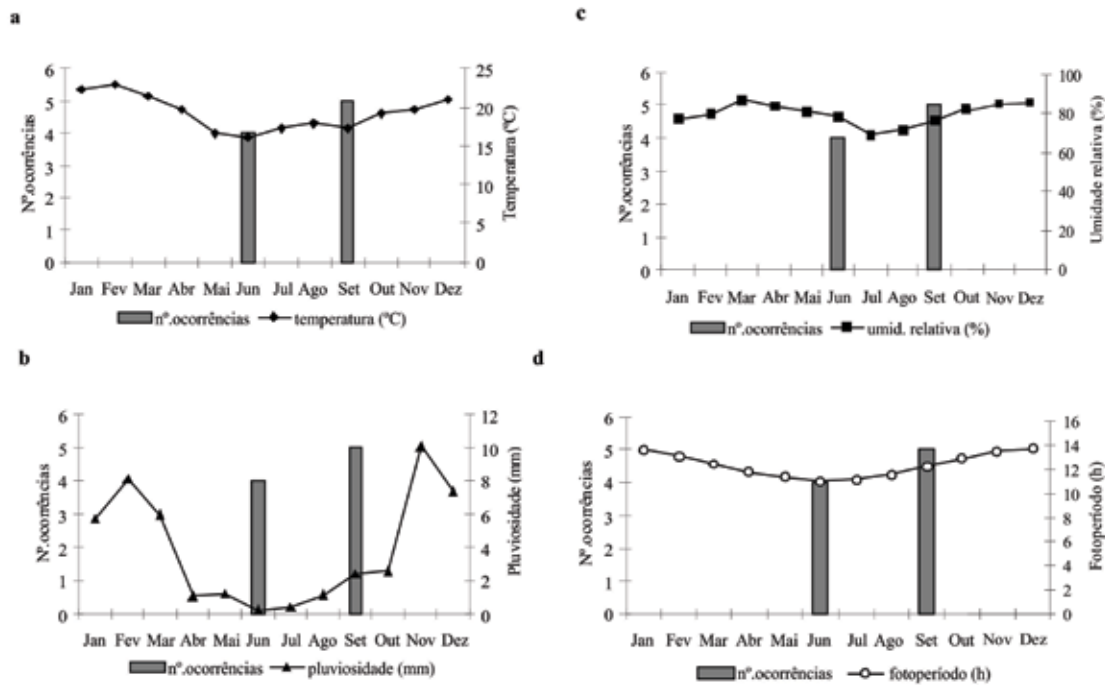 a
Nº.ocorrências
6
5
4
3
2
1
0
25
20
15
10
5
0
Temperatura (ºC)
Jan Fev Mar Abr Mai Jun Jul Ago Set Out Nov Dez
nº.ocorrências temperatura (ºC)
c
Nº.ocorrências
6
5
4
3
2
1
0
100
80
60
40
20
0
Umidade relativa (%)
Jan Fev Mar Abr Mai Jun Jul Ago Set Out Nov Dez
nº.ocorrências umid. relativa (%)
b
Nº.ocorrências
6
5
4
3
2
1
0
12
10
8
6
4
2
0
Pluviosidade (mm)
Jan Fev Mar Abr Mai Jun Jul Ago Set Out Nov Dez
nº.ocorrências pluviosidade (mm)
d
Nº.ocorrências
6
5
4
3
2
1
0
16
14
12
10
8
6
4
2
0
Fotoperíodo (h)
Jan Fev Mar Abr Mai Jun Jul Ago Set Out Nov Dez
nº.ocorrências fotoperíodo (h)